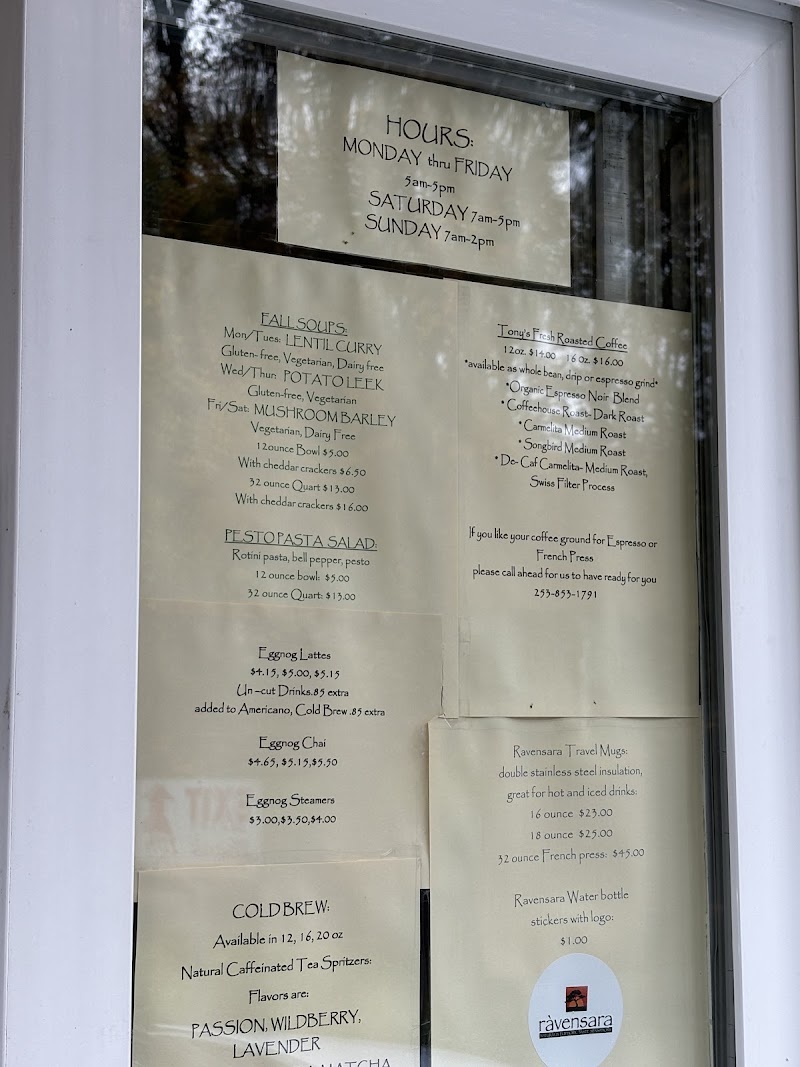 HOURS:
MONDAY thru FRIDAY
5am-5pm
SATURDAY 7am-5pm
SUNDAY 7am-2pm
FALL SOUPS:
Mon/Tues: LENTIL CURRY
Gluten- free, Vegetarian, Dairy free
Wed/Thur: POTATO LEEK
Gluten-free, Vegetarian
Fri/Sat: MUSHROOM BARLEY
Vegetarian, Dairy Free
12ounce Bowl $5.00
With cheddar crackers $6.50
32 ounce Quart $13.00
With cheddar crackers $16.00
PESTO PASTA SALAD:
Rotini pasta, bell pepper, pesto
12 ounce bowl: $5.00
32 ounce Quart: $13.00
Eggnog Lattes
$4.15, $5.00, $5.15
Un –cut Drinks .85 extra
added to Americano, Cold Brew .85 extra
Eggnog Chai
$4.65, $5.15,$5.50
Eggnog Steamers
$3.00,$3.50,$4.00
COLD BREW:
Available in 12, 16, 20 oz
Natural Caffeinated Tea Spritzers:
Flavors are:
PASSION, WILDBERRY,
LAVENDER
MATCHA
Tony's Fresh Roasted Coffee
12oz. $14.00 16 oz. $16.00
*available as whole bean, drip or espresso grind*
*Organic Espresso Noir Blend
* Coffeehouse Roast- Dark Roast
* Carmelita Medium Roast
* Songbird Medium Roast
* De- Caf Carmelita- Medium Roast,
Swiss Filter Process
If you like your coffee ground for Espresso or
French Press
please call ahead for us to have ready for you
253-853-1791
Ravensara Travel Mugs:
double stainless steel insulation,
great for hot and iced drinks:
16 ounce $23.00
18 ounce $25.00
32 ounce French press: $45.00
Ravensara Water bottle
stickers with logo:
$1.00
ràvensara
EXIT